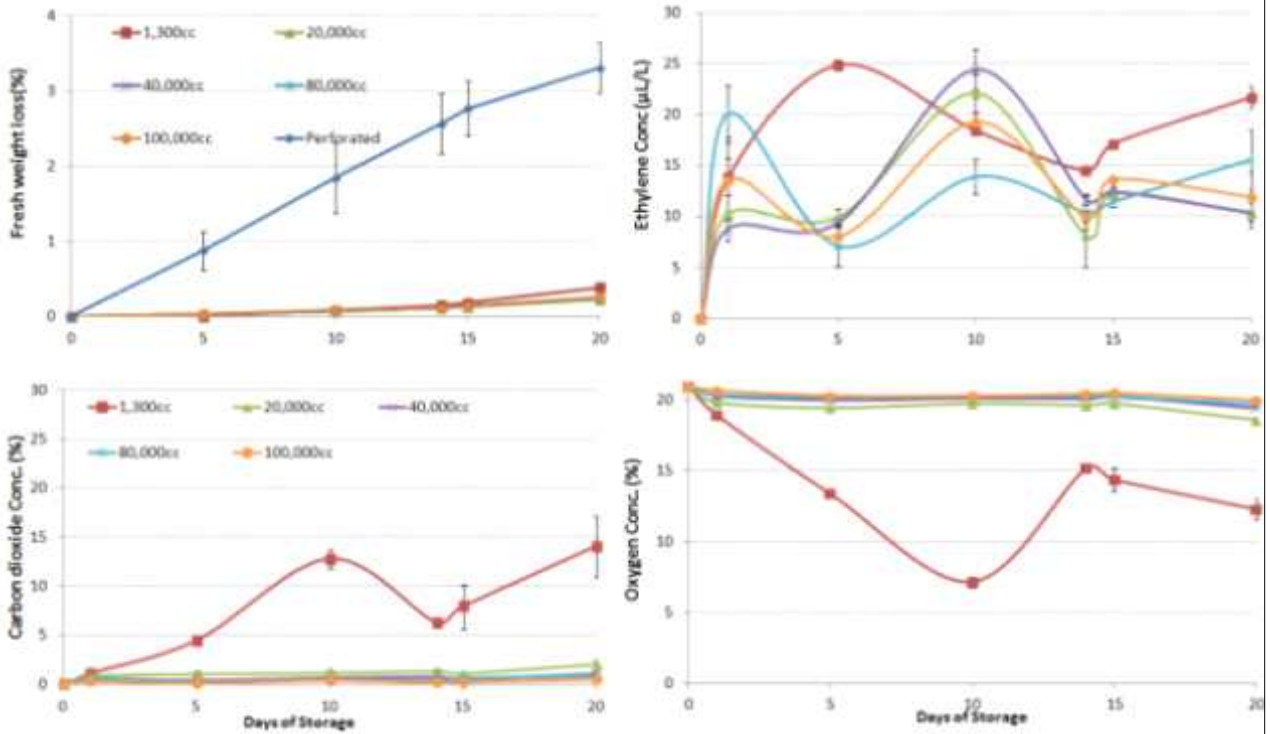 4
3
2
1
0
Fresh weight loss(%)
1,300cc
20,000cc
40,000cc
80,000cc
100,000cc
Perforated
0
5
10
15
20
30
25
20
15
10
5
0
Ethylene Conc (µL/L)
0
5
10
15
20
30
25
20
15
10
5
0
Carbon dioxide Conc. (%)
1,300cc
20,000cc
40,000cc
80,000cc
100,000cc
0
5
10
15
20
Days of Storage
20
15
10
5
0
Oxygen Conc. (%)
0
5
10
15
20
Days of Storage